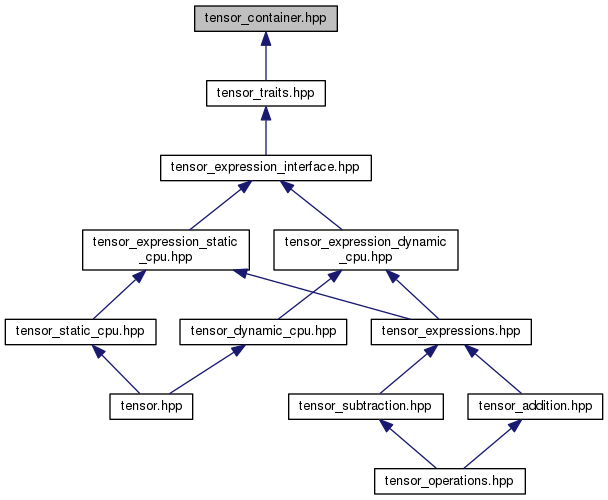 tensor_container.hpp
tensor_traits.hpp
tensor_expression_interface.hpp
tensor_expression_static
_cpu.hpp
tensor_expression_dynamic
_cpu.hpp
tensor_static_cpu.hpp
tensor_dynamic_cpu.hpp
tensor_expressions.hpp
tensor.hpp
tensor_subtraction.hpp
tensor_addition.hpp
tensor_operations.hpp